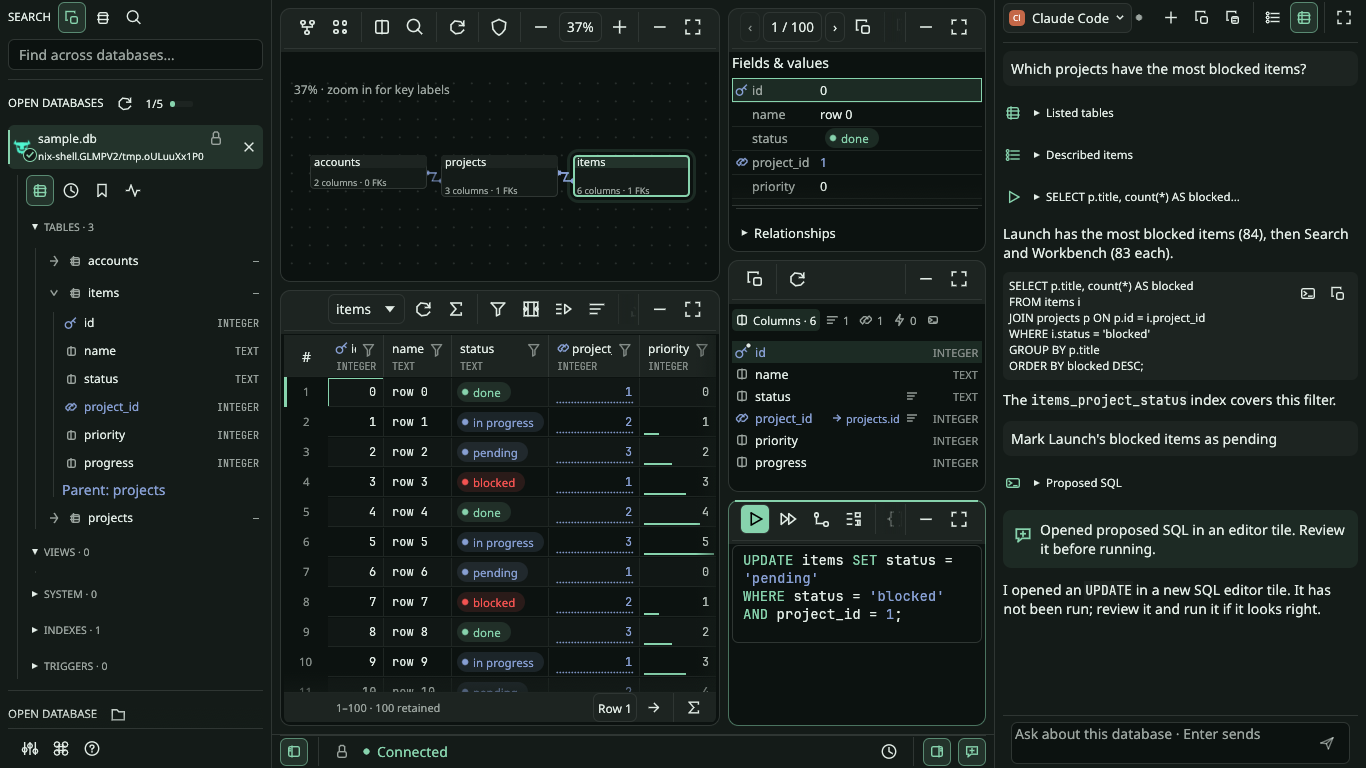 SEARCH
Find across databases...
OPEN DATABASES 1/5
sample.db
nix-shell.GLMPV2/tmp.oULuuXx1P0
TABLES · 3
accounts –
items –
id INTEGER
name TEXT
status TEXT
project_id INTEGER
priority INTEGER
progress INTEGER
Parent: projects
projects –
VIEWS · 0
SYSTEM · 0
INDEXES · 1
TRIGGERS · 0
OPEN DATABASE
37%
37% · zoom in for key labels
accounts
2 columns · 0 FKs
projects
3 columns · 1 FKs
items
6 columns · 1 FKs
items
# id name status project_ priority
INTEGER TEXT TEXT INTEGER INTEGER
1 0 row 0 done 1 0
2 1 row 1 in progress 2 1
3 2 row 2 pending 3 2
4 3 row 3 blocked 1 3
5 4 row 4 done 2 4
6 5 row 5 in progress 3 5
7 6 row 6 pending 1 0
8 7 row 7 blocked 2 1
9 8 row 8 done 3 2
10 9 row 9 in progress 1 3
11 10 row 10 pending 2 4
1–100 · 100 retained Row 1
Connected
1 / 100
Fields & values
id 0
name row 0
status done
project_id 1
priority 0
Relationships
Columns · 6 1 1 0
id INTEGER
name TEXT
status TEXT
project_id → projects.id INTEGER
priority INTEGER
progress INTEGER
UPDATE items SET status =
'pending'
WHERE status = 'blocked'
AND project_id = 1;
Claude Code
Which projects have the most blocked items?
Listed tables
Described items
SELECT p.title, count(*) AS blocked...
Launch has the most blocked items (84), then Search
and Workbench (83 each).
SELECT p.title, count(*) AS blocked
FROM items i
JOIN projects p ON p.id = i.project_id
WHERE i.status = 'blocked'
GROUP BY p.title
ORDER BY blocked DESC;
The items_project_status index covers this filter.
Mark Launch's blocked items as pending
Proposed SQL
Opened proposed SQL in an editor tile. Review
it before running.
I opened an UPDATE in a new SQL editor tile. It has
not been run; review it and run it if it looks right.
Ask about this database · Enter sends